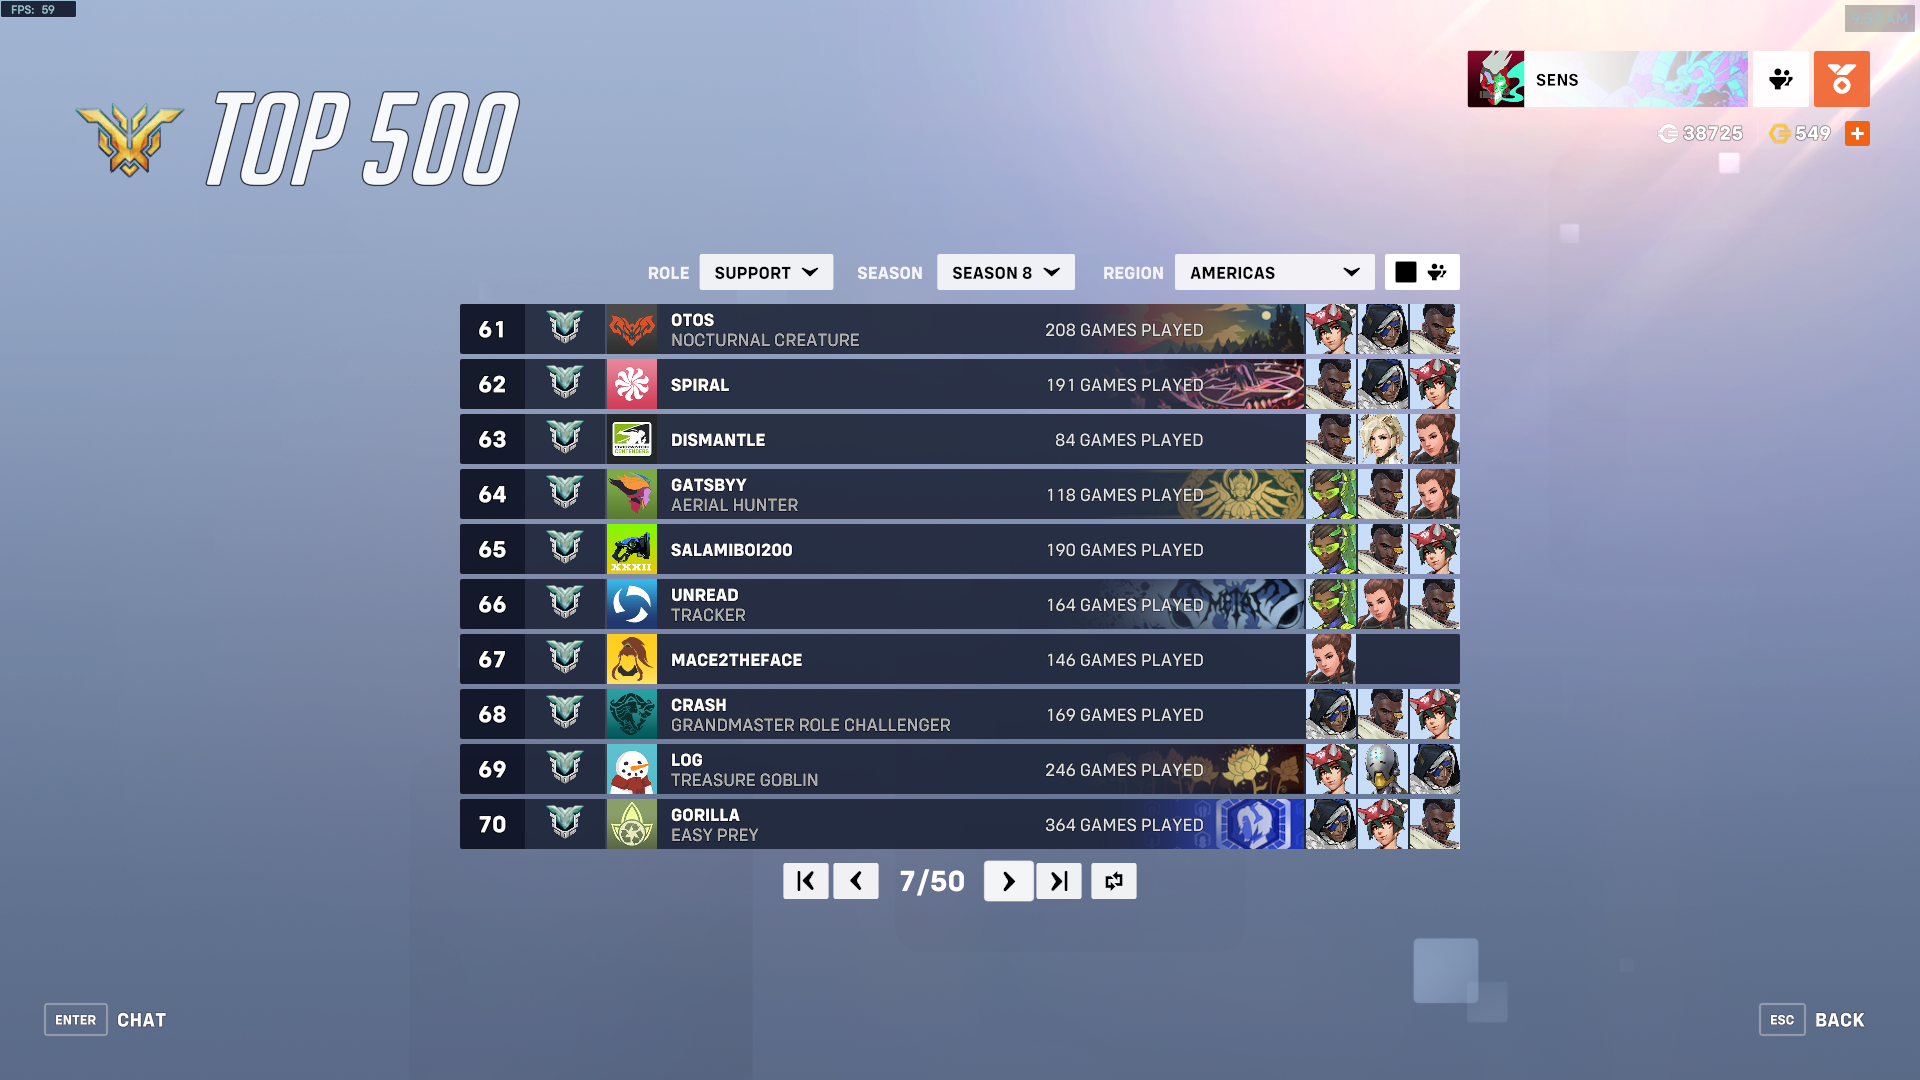 FPS: 59
TOP 500
SENS
38725
549
ROLE SUPPORT SEASON SEASON 8 REGION AMERICAS
61 OTOS 208 GAMES PLAYED
NOCTURNAL CREATURE
62 SPIRAL 191 GAMES PLAYED
63 DISMANTLE 84 GAMES PLAYED
64 GATSBYY 118 GAMES PLAYED
AERIAL HUNTER
65 SALAMIBOI200 190 GAMES PLAYED
XXXII
66 UNREAD 164 GAMES PLAYED
TRACKER
METAL
67 MACE2THEFACE 146 GAMES PLAYED
68 CRASH 169 GAMES PLAYED
GRANDMASTER ROLE CHALLENGER
69 LOG 246 GAMES PLAYED
TREASURE GOBLIN
70 GORILLA 364 GAMES PLAYED
EASY PREY
7/50
ENTER CHAT
ESC BACK